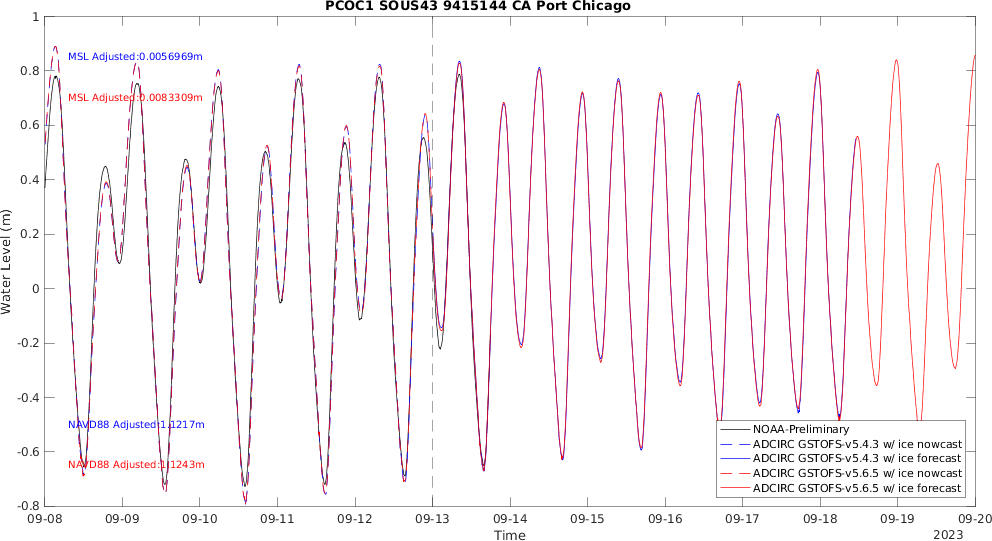 PCOC1 SOUS43 9415144 CA Port Chicago
1
MSL Adjusted:0.0056969m
0.8
MSL Adjusted:0.0083309m
0.6
0.4
0.2
Water Level (m)
0
-0.2
-0.4
NAVD88 Adjusted:1.1217m
NOAA-Preliminary
ADCIRC GSTOFS-v5.4.3 w/ ice nowcast
-0.6
ADCIRC GSTOFS-v5.4.3 w/ ice forecast
NAVD88 Adjusted:1.1243m
ADCIRC GSTOFS-v5.6.5 w/ ice nowcast
ADCIRC GSTOFS-v5.6.5 w/ ice forecast
-0.8
09-08 09-09 09-10 09-11 09-12 09-13 09-14 09-15 09-16 09-17 09-18 09-19 09-20
Time
2023